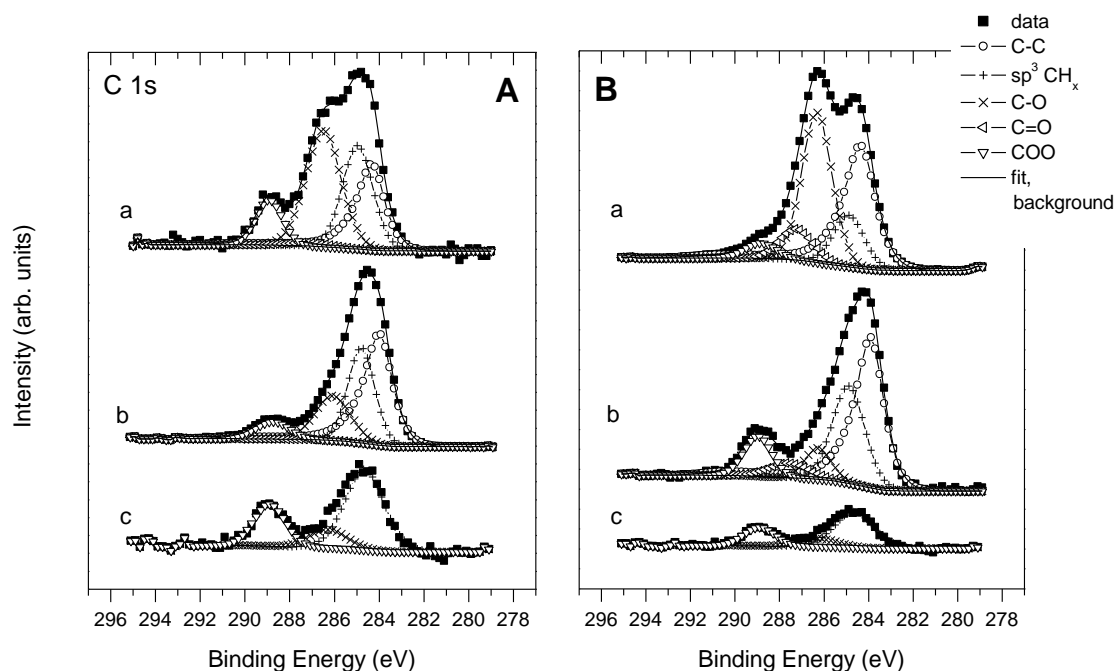 C 1s
A
a
b
c
296 294 292 290 288 286 284 282 280 278
Binding Energy (eV)
Intensity (arb. units)
B
a
b
c
296 294 292 290 288 286 284 282 280 278
Binding Energy (eV)
data
C-C
sp³ CHₓ
C-O
C=O
COO
fit,
background